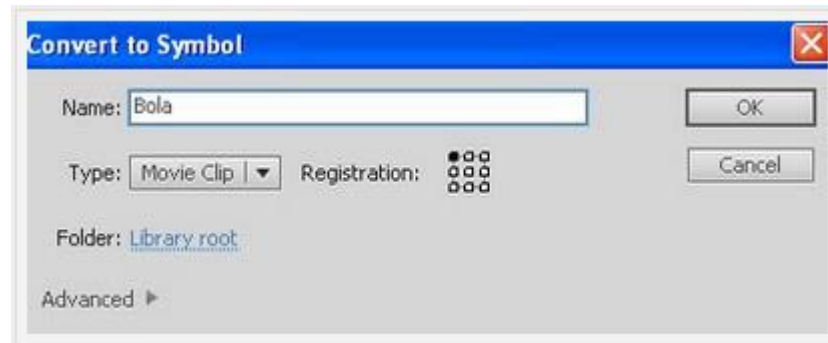 Convert to Symbol
Name: Bola
OK
Type: Movie Clip Registration:
Cancel
Folder: Library root
Advanced